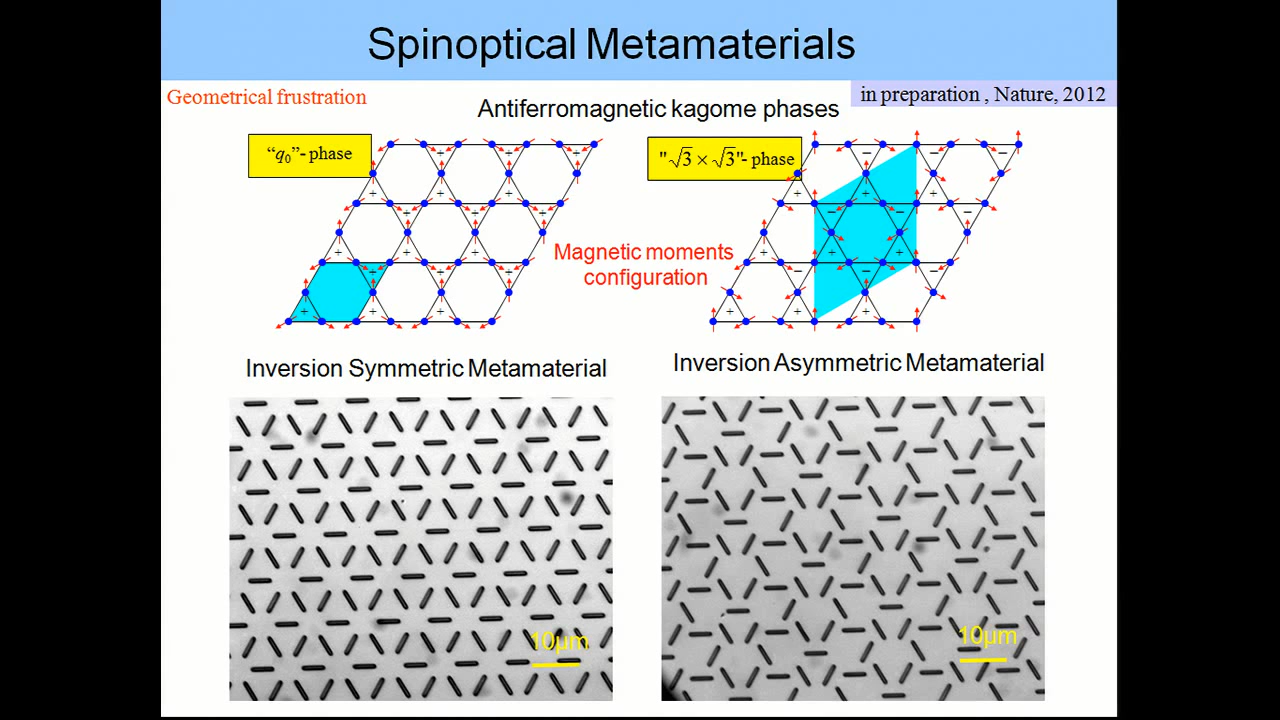 Spinoptical Metamaterials
Geometrical frustration
in preparation , Nature, 2012
Antiferromagnetic kagome phases
“q₀”- phase
"√3 × √3"- phase
Magnetic moments
configuration
Inversion Symmetric Metamaterial
Inversion Asymmetric Metamaterial
10µm
10µm